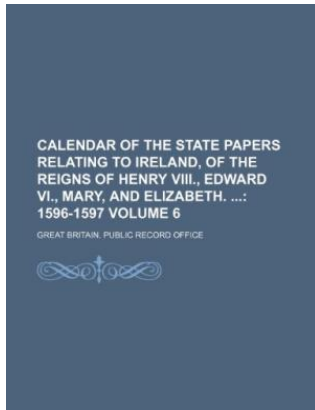 CALENDAR OF THE STATE PAPERS
RELATING TO IRELAND, OF THE
REIGNS OF HENRY VIII., EDWARD
VI., MARY, AND ELIZABETH. ...:
1596-1597 VOLUME 6
GREAT BRITAIN. PUBLIC RECORD OFFICE